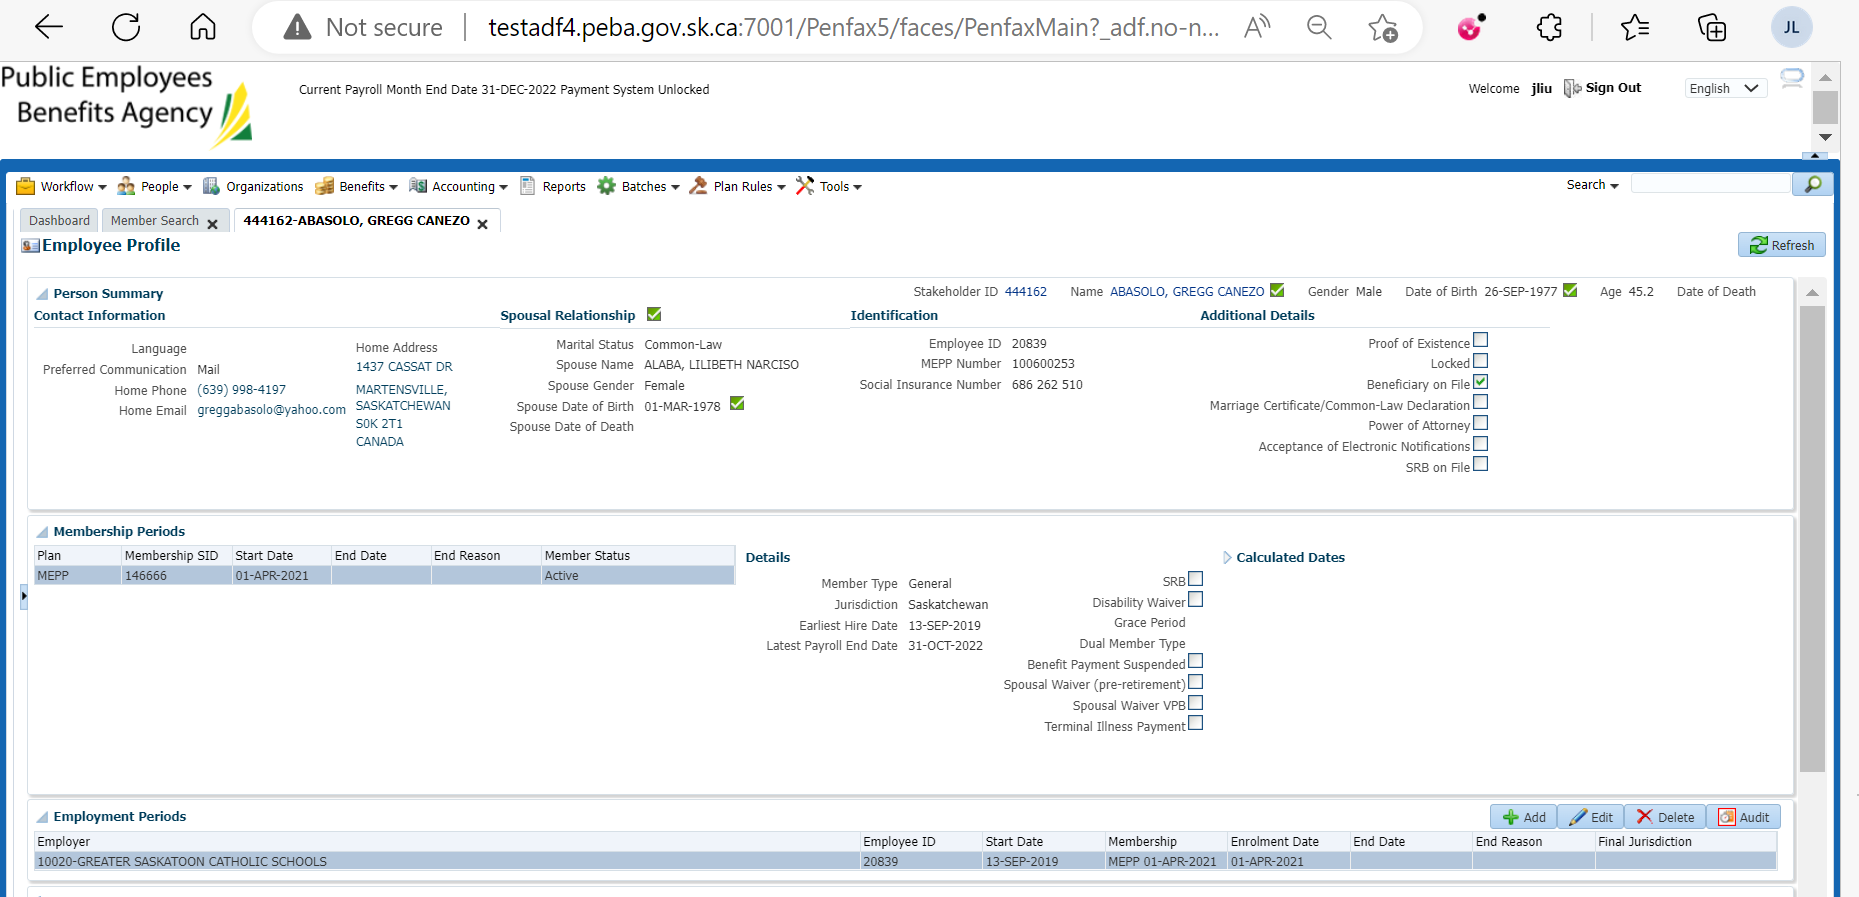 Not secure testadf4.peba.gov.sk.ca:7001/Penfax5/faces/PenfaxMain?_adf.no-n... A JL
Public Employees
Benefits Agency
Current Payroll Month End Date 31-DEC-2022 Payment System Unlocked
Welcome jliu Sign Out English
Workflow People Organizations Benefits Accounting Reports Batches Plan Rules Tools Search
Dashboard Member Search 444162-ABASOLO, GREGG CANEZO
Employee Profile Refresh
Person Summary Stakeholder ID 444162 Name ABASOLO, GREGG CANEZO Gender Male Date of Birth 26-SEP-1977 Age 45.2 Date of Death
Contact Information Spousal Relationship Identification Additional Details
Language
Preferred Communication Mail
Home Phone (639) 998-4197
Home Email greggabasolo@yahoo.com
Home Address
1437 CASSAT DR
MARTENSVILLE,
SASKATCHEWAN
S0K 2T1
CANADA
Marital Status Common-Law
Spouse Name ALABA, LILIBETH NARCISO
Spouse Gender Female
Spouse Date of Birth 01-MAR-1978
Spouse Date of Death
Employee ID 20839
MEPP Number 100600253
Social Insurance Number 686 262 510
Proof of Existence
Locked
Beneficiary on File
Marriage Certificate/Common-Law Declaration
Power of Attorney
Acceptance of Electronic Notifications
SRB on File
Membership Periods
Plan Membership SID Start Date End Date End Reason Member Status
MEPP 146666 01-APR-2021 Active
Details
Member Type General
Jurisdiction Saskatchewan
Earliest Hire Date 13-SEP-2019
Latest Payroll End Date 31-OCT-2022
SRB
Disability Waiver
Grace Period
Dual Member Type
Benefit Payment Suspended
Spousal Waiver (pre-retirement)
Spousal Waiver VPB
Terminal Illness Payment
Calculated Dates
Employment Periods Add Edit Delete Audit
Employer Employee ID Start Date Membership Enrolment Date End Date End Reason Final Jurisdiction
10020-GREATER SASKATOON CATHOLIC SCHOOLS 20839 13-SEP-2019 MEPP 01-APR-2021 01-APR-2021